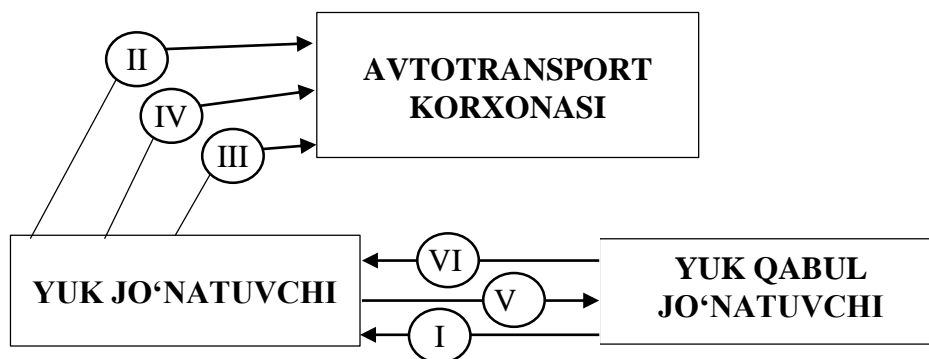 II
AVTOTRANSPORT
KORXONASI
IV
III
YUK JO‘NATUVCHI
VI
V
I
YUK QABUL
JO‘NATUVCHI